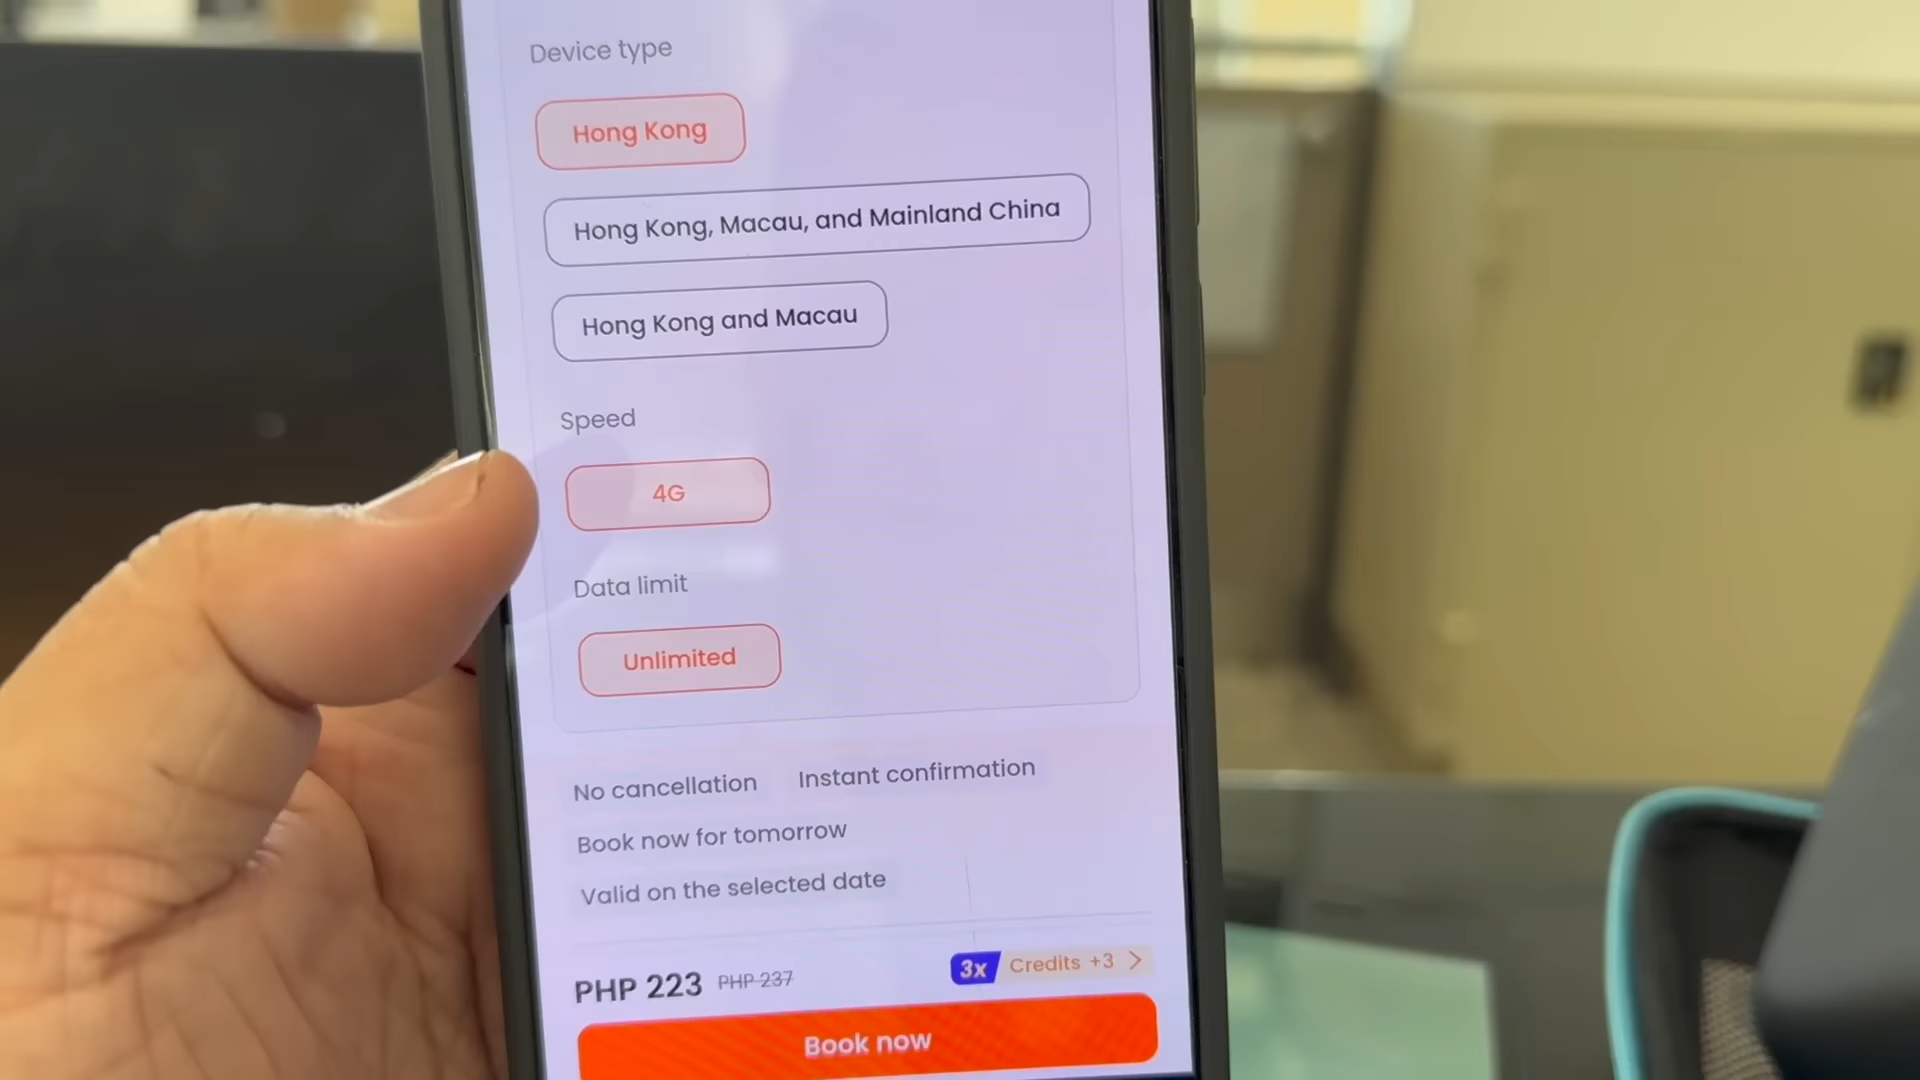 Device type
Hong Kong
Hong Kong, Macau, and Mainland China
Hong Kong and Macau
Speed
4G
Data limit
Unlimited
No cancellation Instant confirmation
Book now for tomorrow
Valid on the selected date
PHP 223 PHP 237 3x Credits +3 >
Book now